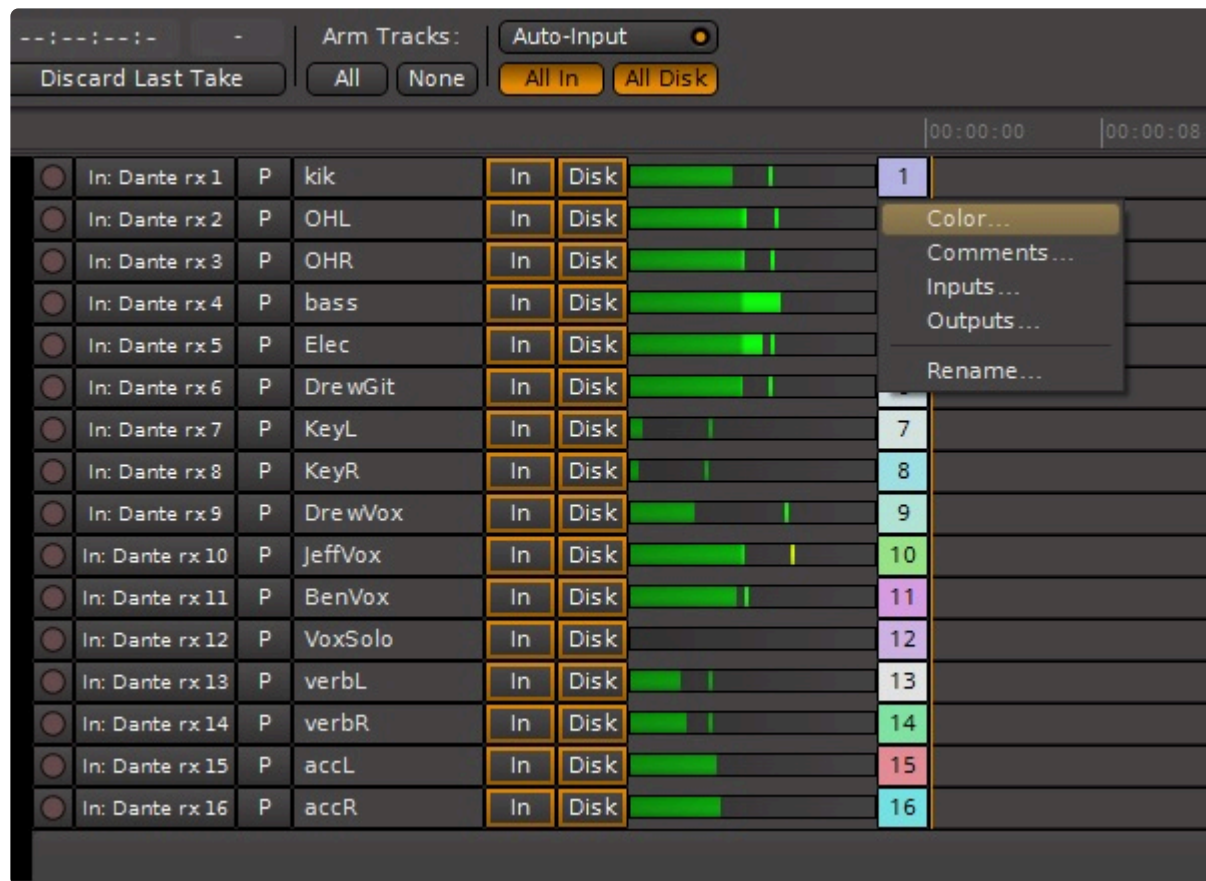 --:--:--:- - Arm Tracks: Auto-Input
Discard Last Take All None All In All Disk
00:00:00 00:00:08
In: Dante rx 1 P kik In Disk 1
In: Dante rx 2 P OHL In Disk Color...
In: Dante rx 3 P OHR In Disk Comments...
In: Dante rx 4 P bass In Disk Inputs...
Outputs...
In: Dante rx 5 P Elec In Disk
Rename...
In: Dante rx 6 P DrewGit In Disk
In: Dante rx 7 P KeyL In Disk 7
In: Dante rx 8 P KeyR In Disk 8
In: Dante rx 9 P DrewVox In Disk 9
In: Dante rx 10 P JeffVox In Disk 10
In: Dante rx 11 P BenVox In Disk 11
In: Dante rx 12 P VoxSolo In Disk 12
In: Dante rx 13 P verbL In Disk 13
In: Dante rx 14 P verbR In Disk 14
In: Dante rx 15 P accL In Disk 15
In: Dante rx 16 P accR In Disk 16